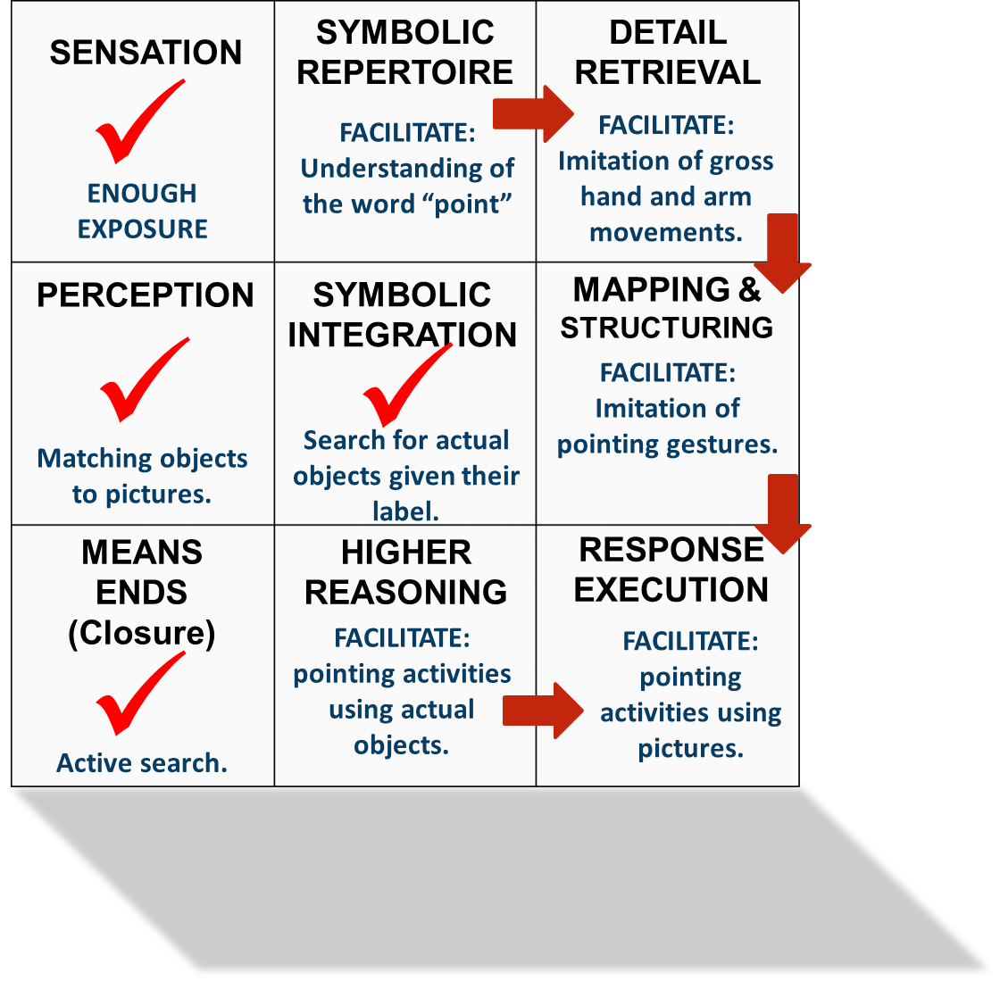 SENSATION
ENOUGH
EXPOSURE
SYMBOLIC
REPERTOIRE
FACILITATE:
Understanding of
the word “point”
DETAIL
RETRIEVAL
FACILITATE:
Imitation of gross
hand and arm
movements.
PERCEPTION
Matching objects
to pictures.
SYMBOLIC
INTEGRATION
Search for actual
objects given their
label.
MAPPING &
STRUCTURING
FACILITATE:
Imitation of
pointing gestures.
MEANS
ENDS
(Closure)
Active search.
HIGHER
REASONING
FACILITATE:
pointing activities
using actual
objects.
RESPONSE
EXECUTION
FACILITATE:
pointing
activities using
pictures.